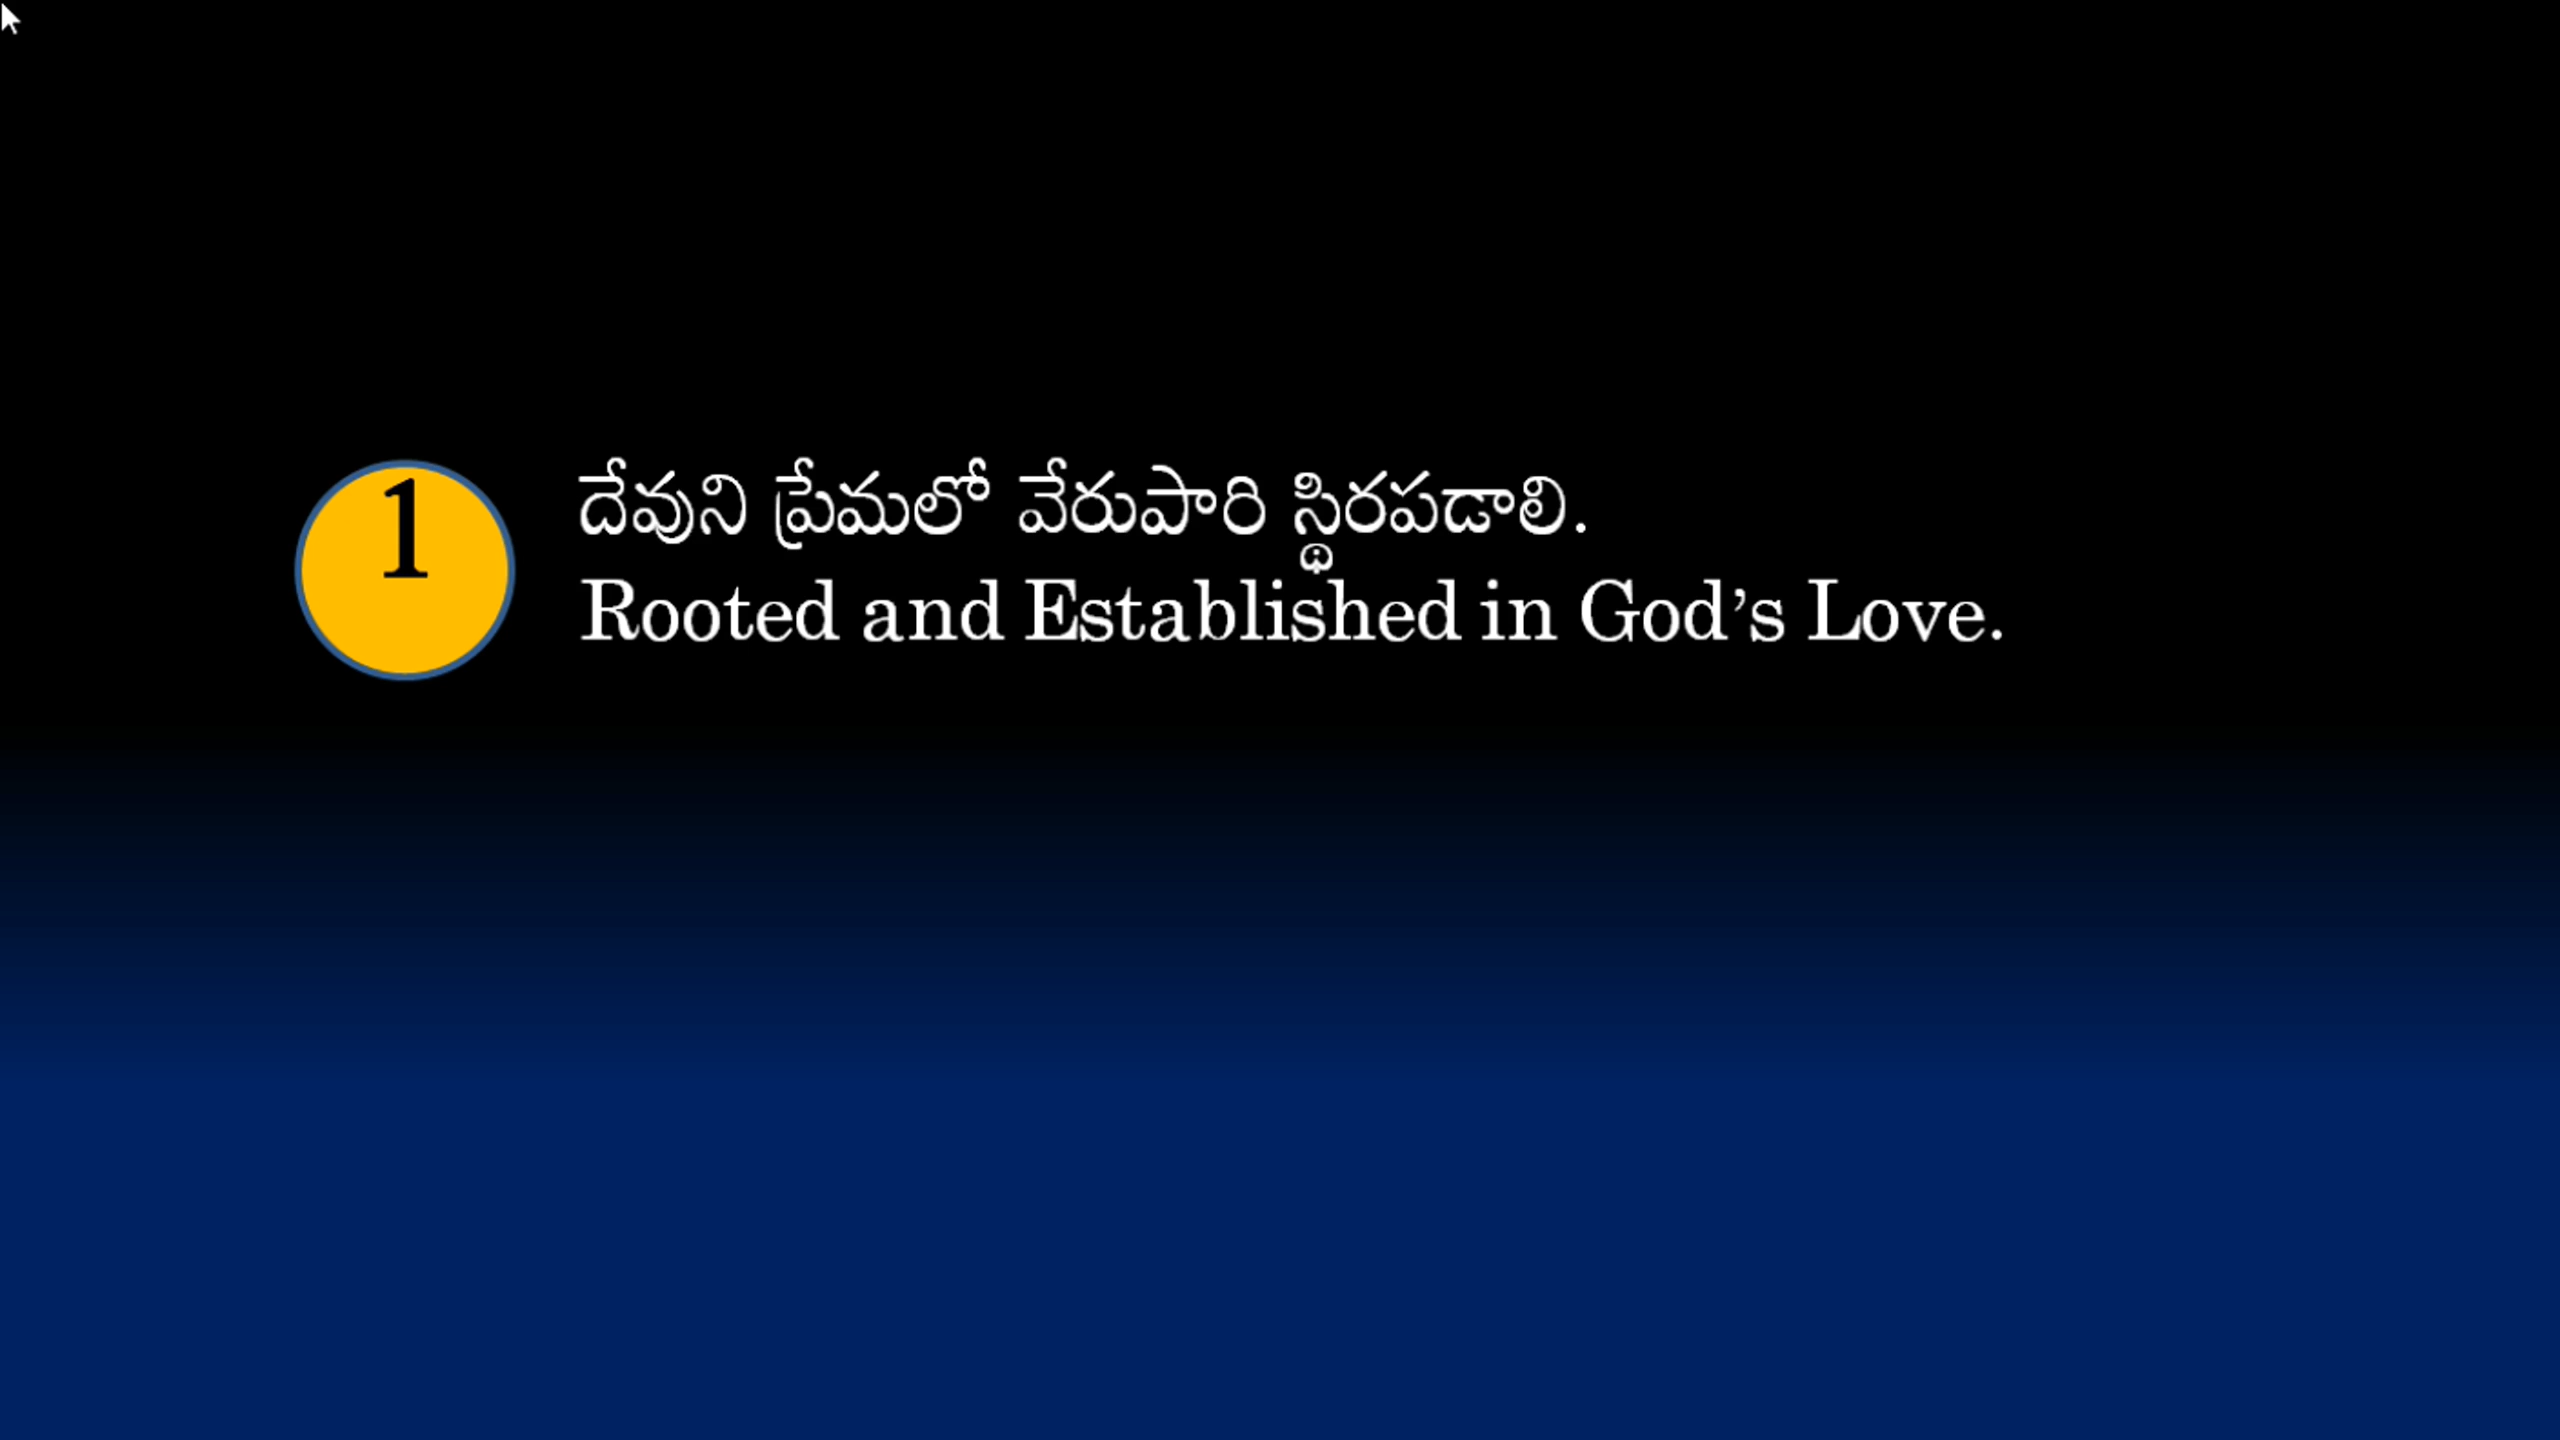 1
దేవుని ప్రేమలో వేరుపారి స్థిరపడాలి.
Rooted and Established in God’s Love.